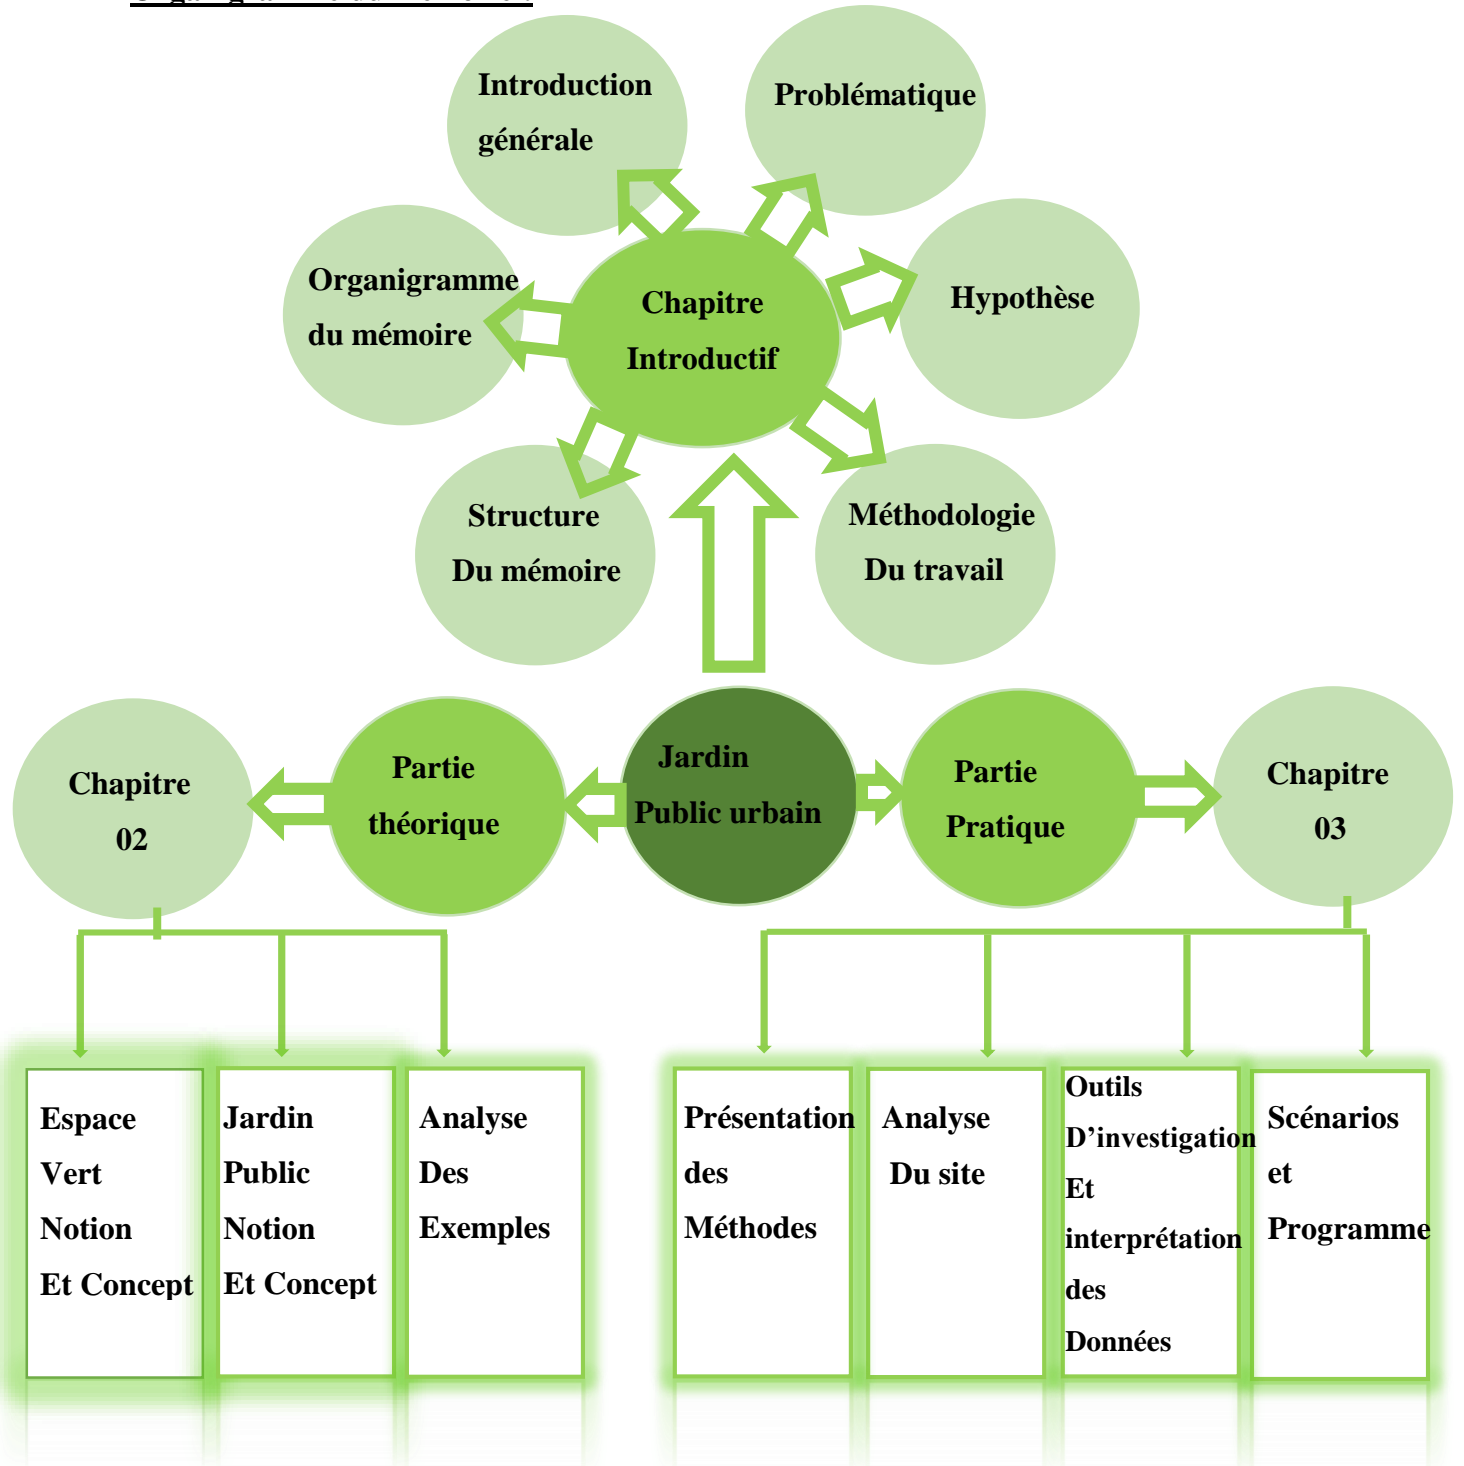 Introduction
générale
Problématique
Organigramme
du mémoire
Chapitre
Introductif
Hypothèse
Structure
Du mémoire
Méthodologie
Du travail
Chapitre
02
Partie
théorique
Jardin
Public urbain
Partie
Pratique
Chapitre
03
Espace
Vert
Notion
Et Concept
Jardin
Public
Notion
Et Concept
Analyse
Des
Exemples
Présentation
des
Méthodes
Analyse
Du site
Outils
D’investigation
Et
interprétation
des
Données
Scénarios
et
Programme